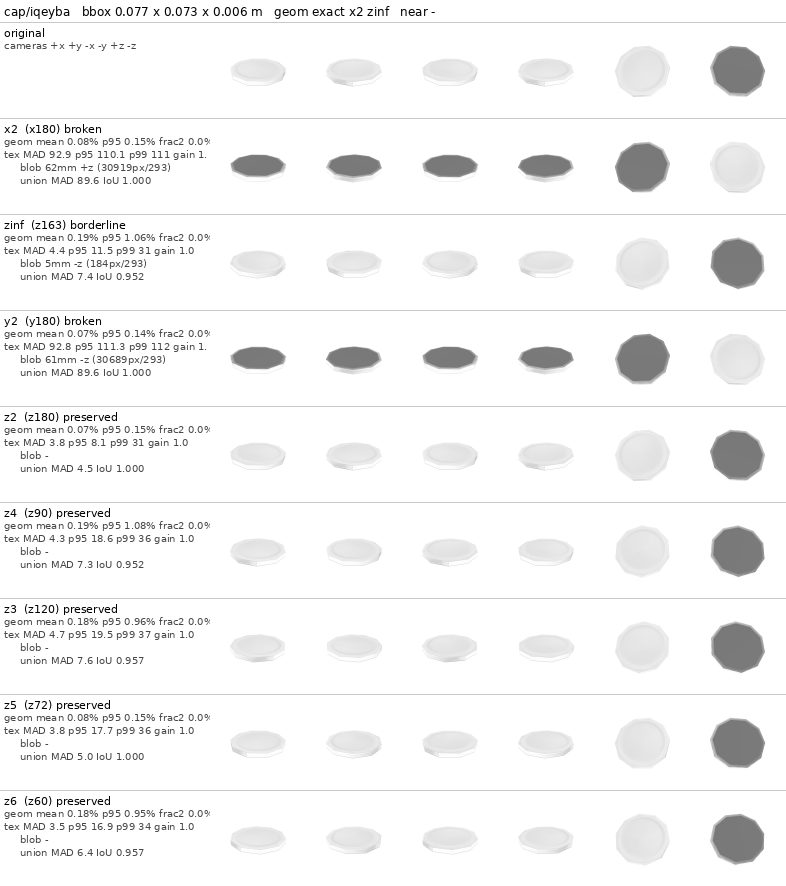 cap/iqeyba   bbox 0.077 x 0.073 x 0.006 m   geom exact x2 zinf   near -
original
cameras +x +y -x -y +z -z
x2  (x180) broken
geom mean 0.08% p95 0.15% frac2 0.0%
tex MAD 92.9 p95 110.1 p99 111 gain 1.
blob 62mm +z (30919px/293)
union MAD 89.6 IoU 1.000
zinf  (z163) borderline
geom mean 0.19% p95 1.06% frac2 0.0%
tex MAD 4.4 p95 11.5 p99 31 gain 1.0
blob 5mm -z (184px/293)
union MAD 7.4 IoU 0.952
y2  (y180) broken
geom mean 0.07% p95 0.14% frac2 0.0%
tex MAD 92.8 p95 111.3 p99 112 gain 1.
blob 61mm -z (30689px/293)
union MAD 89.6 IoU 1.000
z2  (z180) preserved
geom mean 0.07% p95 0.15% frac2 0.0%
tex MAD 3.8 p95 8.1 p99 31 gain 1.0
blob -
union MAD 4.5 IoU 1.000
z4  (z90) preserved
geom mean 0.19% p95 1.08% frac2 0.0%
tex MAD 4.3 p95 18.6 p99 36 gain 1.0
blob -
union MAD 7.3 IoU 0.952
z3  (z120) preserved
geom mean 0.18% p95 0.96% frac2 0.0%
tex MAD 4.7 p95 19.5 p99 37 gain 1.0
blob -
union MAD 7.6 IoU 0.957
z5  (z72) preserved
geom mean 0.08% p95 0.15% frac2 0.0%
tex MAD 3.8 p95 17.7 p99 36 gain 1.0
blob -
union MAD 5.0 IoU 1.000
z6  (z60) preserved
geom mean 0.18% p95 0.95% frac2 0.0%
tex MAD 3.5 p95 16.9 p99 34 gain 1.0
blob -
union MAD 6.4 IoU 0.957